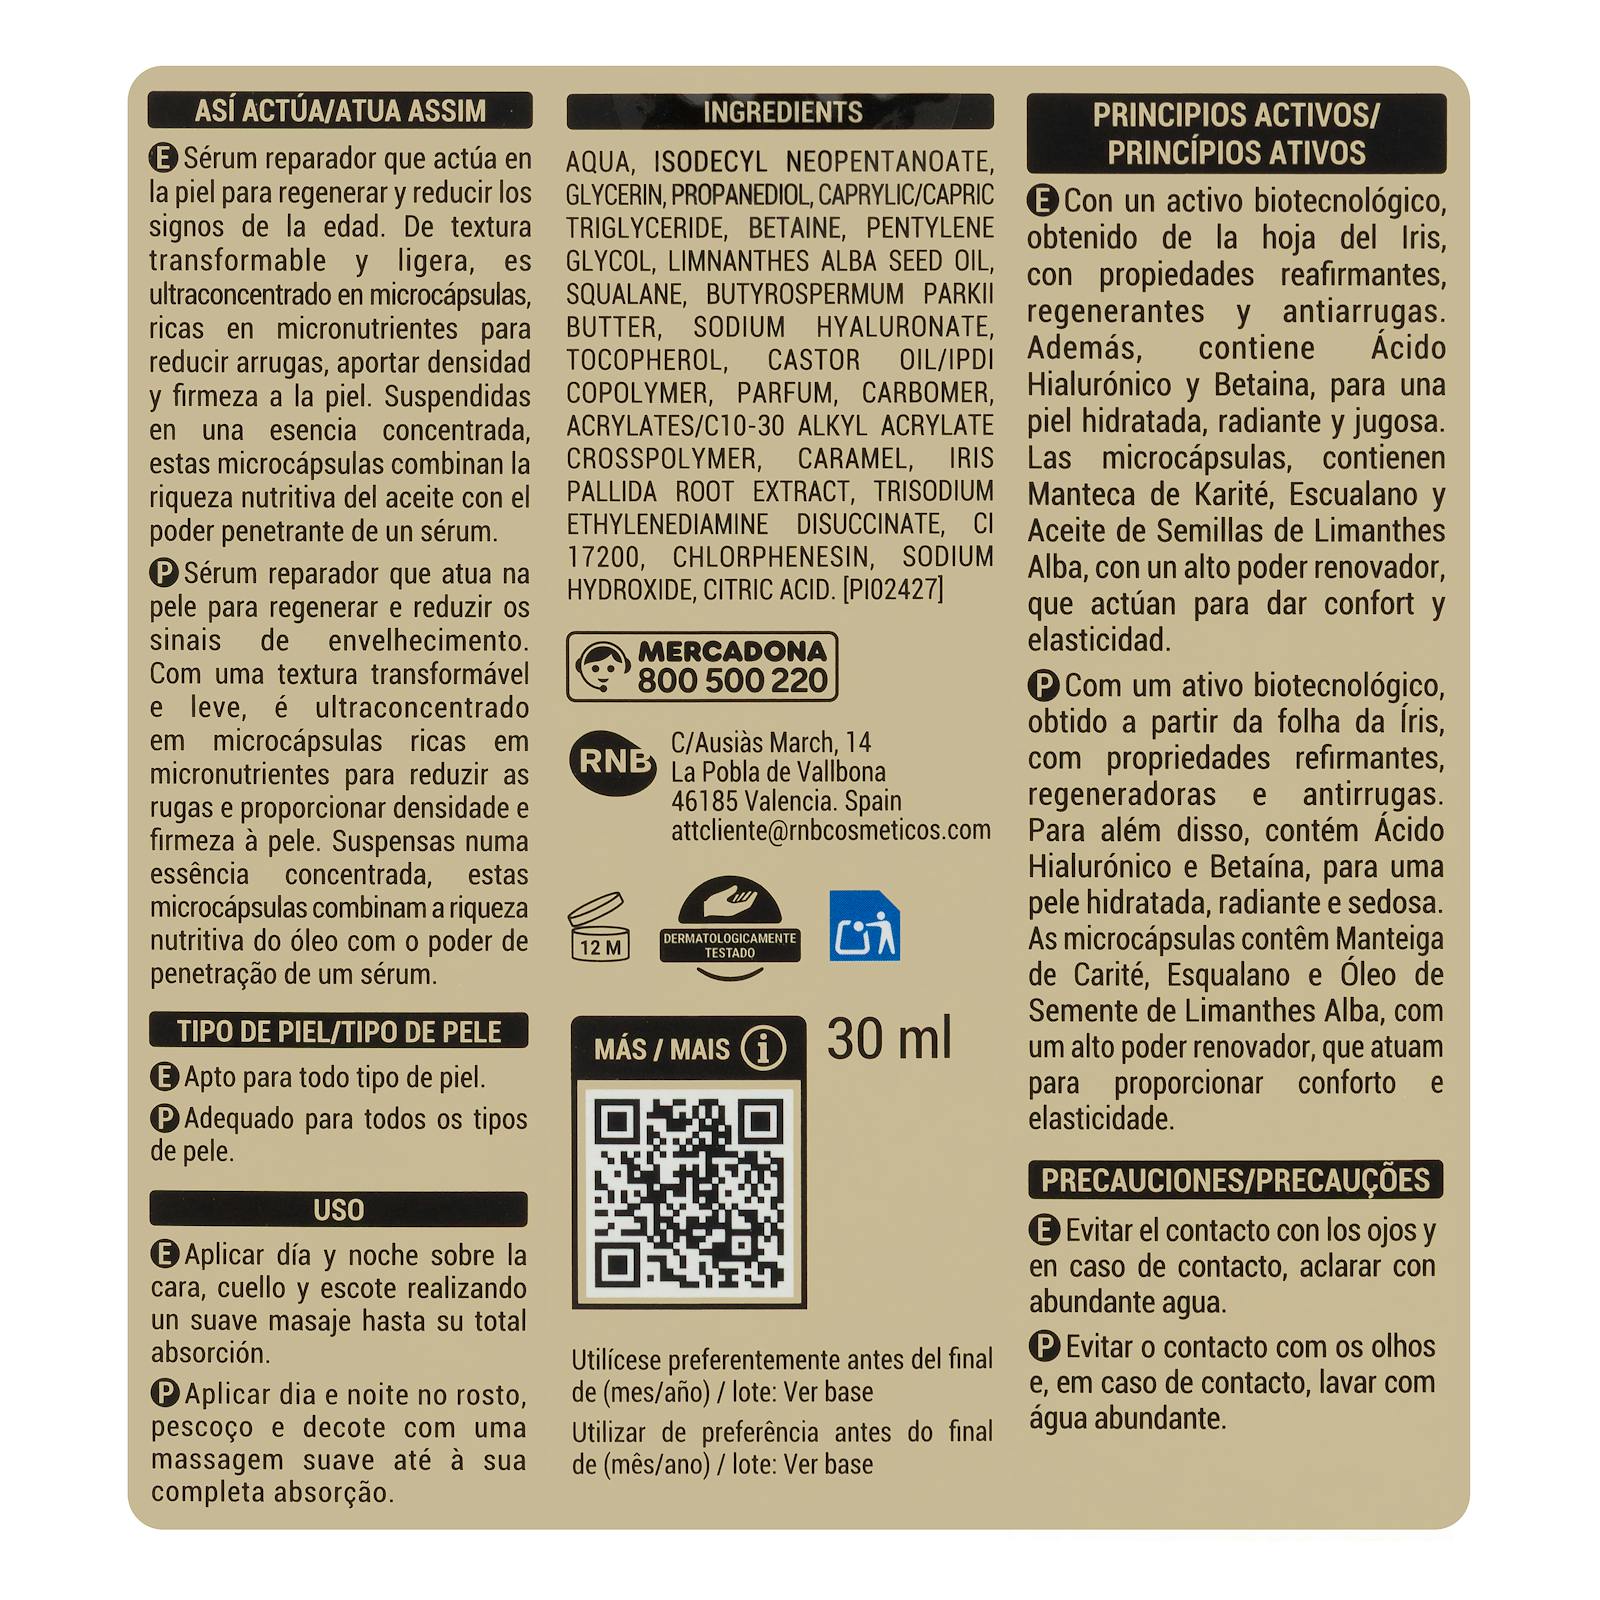 ASÍ ACTÚA/ATUA ASSIM
E Sérum reparador que actúa en
la piel para regenerar y reducir los
signos de la edad. De textura
transformable y ligera, es
ultraconcentrado en microcápsulas,
ricas en micronutrientes para
reducir arrugas, aportar densidad
y firmeza a la piel. Suspendidas
en una esencia concentrada,
estas microcápsulas combinan la
riqueza nutritiva del aceite con el
poder penetrante de un sérum.
P Sérum reparador que atua na
pele para regenerar e reduzir os
sinais de envelhecimento.
Com uma textura transformável
e leve, é ultraconcentrado
em microcápsulas ricas em
micronutrientes para reduzir as
rugas e proporcionar densidade e
firmeza à pele. Suspensas numa
essência concentrada, estas
microcápsulas combinam a riqueza
nutritiva do óleo com o poder de
penetração de um sérum.
TIPO DE PIEL/TIPO DE PELE
E Apto para todo tipo de piel.
P Adequado para todos os tipos
de pele.
USO
E Aplicar día y noche sobre la
cara, cuello y escote realizando
un suave masaje hasta su total
absorción.
P Aplicar dia e noite no rosto,
pescoço e decote com uma
massagem suave até à sua
completa absorção.
INGREDIENTS
AQUA, ISODECYL NEOPENTANOATE,
GLYCERIN, PROPANEDIOL, CAPRYLIC/CAPRIC
TRIGLYCERIDE, BETAINE, PENTYLENE
GLYCOL, LIMNANTHES ALBA SEED OIL,
SQUALANE, BUTYROSPERMUM PARKII
BUTTER, SODIUM HYALURONATE,
TOCOPHEROL, CASTOR OIL/IPDI
COPOLYMER, PARFUM, CARBOMER,
ACRYLATES/C10-30 ALKYL ACRYLATE
CROSSPOLYMER, CARAMEL, IRIS
PALLIDA ROOT EXTRACT, TRISODIUM
ETHYLENEDIAMINE DISUCCINATE, CI
17200, CHLORPHENESIN, SODIUM
HYDROXIDE, CITRIC ACID. [PI02427]
MERCADONA
800 500 220
RNB
C/Ausiàs March, 14
La Pobla de Vallbona
46185 Valencia. Spain
attcliente@rnbcosmeticos.com
12 M
DERMATOLOGICAMENTE
TESTADO
MÁS / MAIS i
30 ml
Utilícese preferentemente antes del final
de (mes/año) / lote: Ver base
Utilizar de preferência antes do final
de (mês/ano) / lote: Ver base
PRINCIPIOS ACTIVOS/
PRINCÍPIOS ATIVOS
E Con un activo biotecnológico,
obtenido de la hoja del Iris,
con propiedades reafirmantes,
regenerantes y antiarrugas.
Además, contiene Ácido
Hialurónico y Betaina, para una
piel hidratada, radiante y jugosa.
Las microcápsulas, contienen
Manteca de Karité, Escualano y
Aceite de Semillas de Limanthes
Alba, con un alto poder renovador,
que actúan para dar confort y
elasticidad.
P Com um ativo biotecnológico,
obtido a partir da folha da Íris,
com propriedades refirmantes,
regeneradoras e antirrugas.
Para além disso, contém Ácido
Hialurónico e Betaína, para uma
pele hidratada, radiante e sedosa.
As microcápsulas contêm Manteiga
de Carité, Esqualano e Óleo de
Semente de Limanthes Alba, com
um alto poder renovador, que atuam
para proporcionar conforto e
elasticidade.
PRECAUCIONES/PRECAUÇÕES
E Evitar el contacto con los ojos y
en caso de contacto, aclarar con
abundante agua.
P Evitar o contacto com os olhos
e, em caso de contacto, lavar com
água abundante.